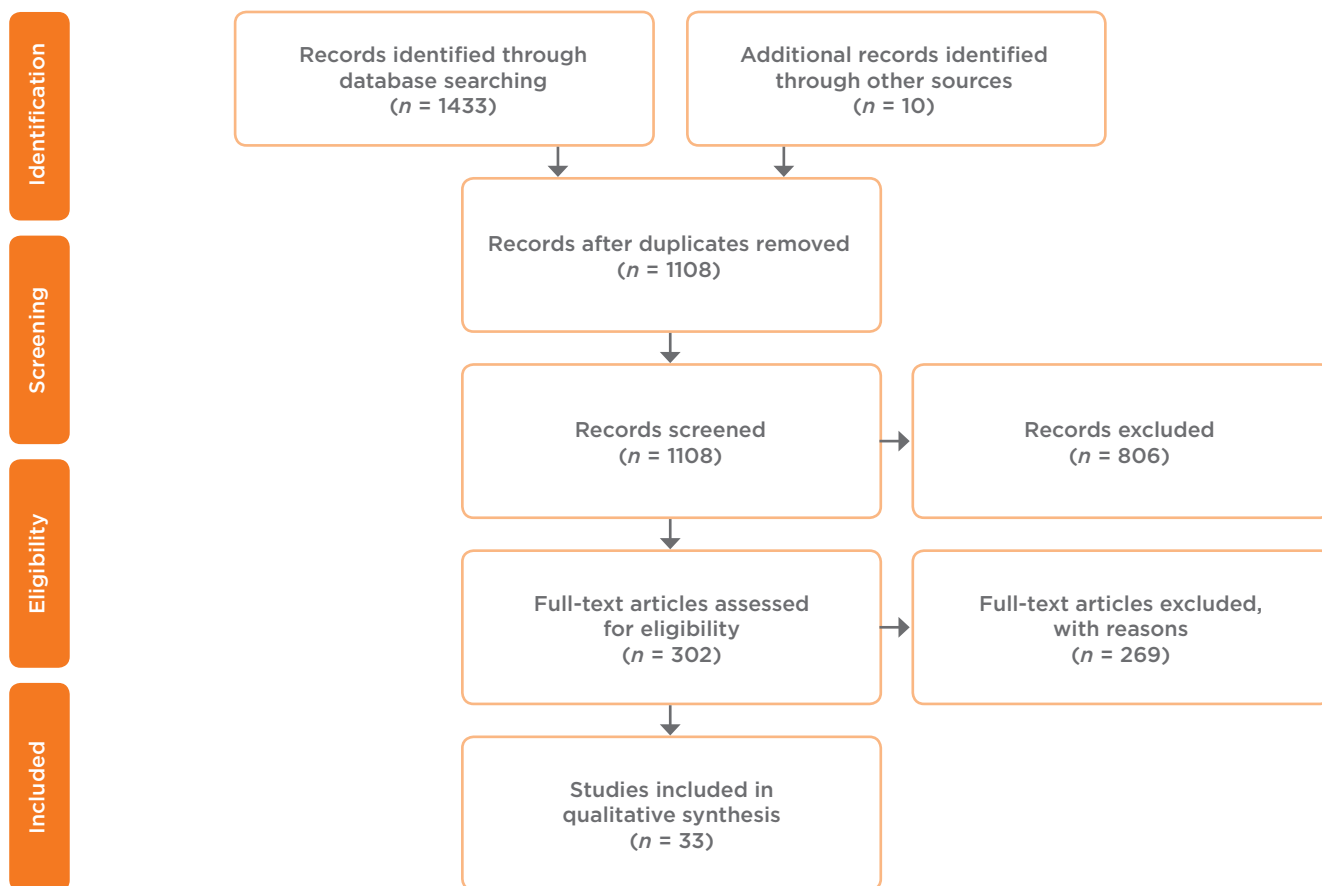 Identification
Records identified through
database searching
(n = 1433)
Additional records identified
through other sources
(n = 10)
Records after duplicates removed
(n = 1108)
Screening
Records screened
(n = 1108)
Records excluded
(n = 806)
Eligibility
Full-text articles assessed
for eligibility
(n = 302)
Full-text articles excluded,
with reasons
(n = 269)
Included
Studies included in
qualitative synthesis
(n = 33)